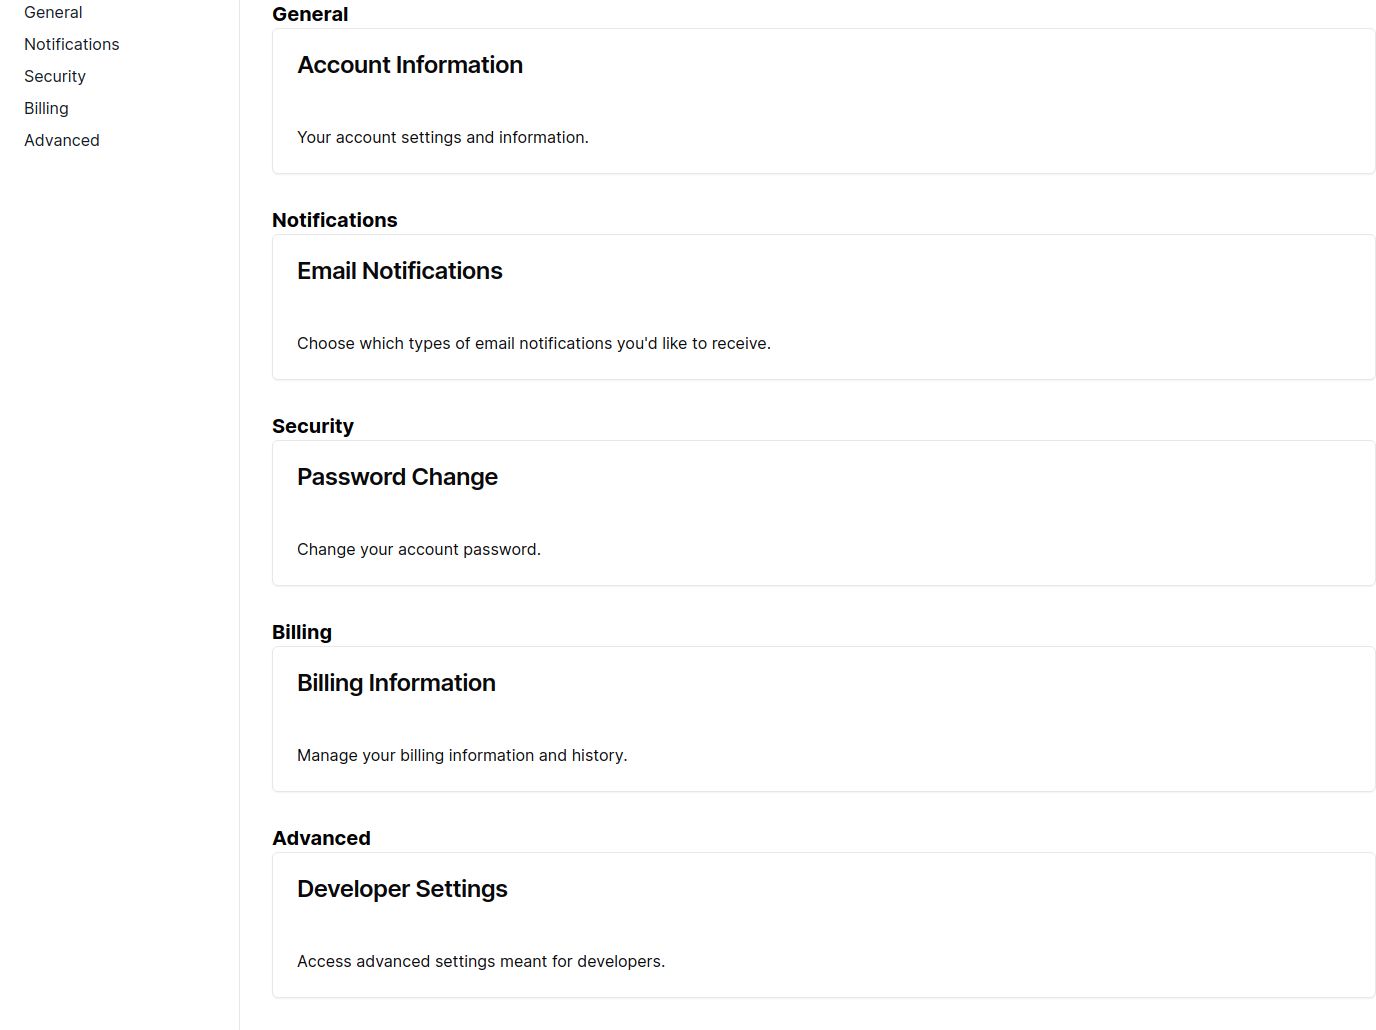 General
Notifications
Security
Billing
Advanced
General
Account Information
Your account settings and information.
Notifications
Email Notifications
Choose which types of email notifications you'd like to receive.
Security
Password Change
Change your account password.
Billing
Billing Information
Manage your billing information and history.
Advanced
Developer Settings
Access advanced settings meant for developers.